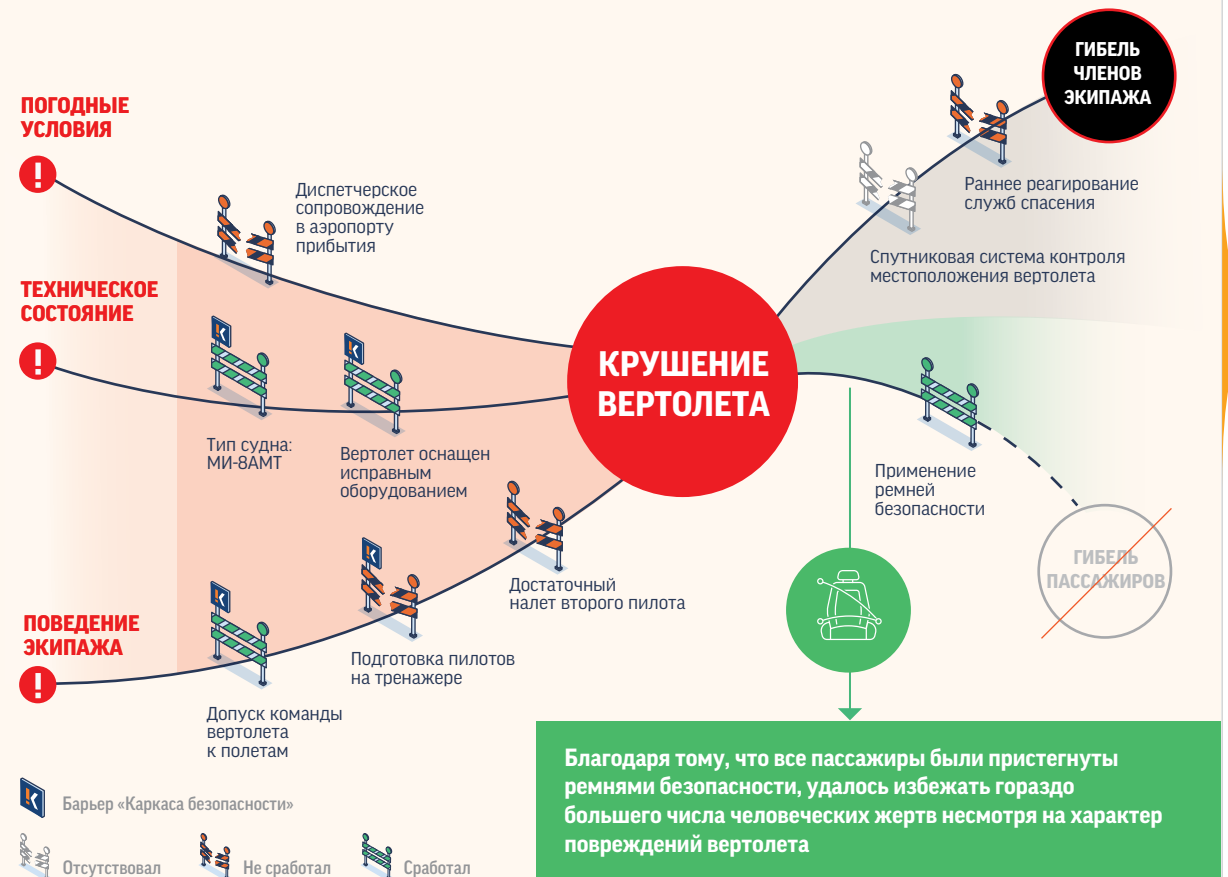 ПОГОДНЫЕ
УСЛОВИЯ
Диспетчерское
сопровождение
в аэропорту
прибытия
ГИБЕЛЬ
ЧЛЕНОВ
ЭКИПАЖА
Раннее реагирование
служб спасения
Спутниковая система контроля
местоположения вертолета
ТЕХНИЧЕСКОЕ
СОСТОЯНИЕ
Тип судна:
МИ-8АМТ
Вертолет оснащен
исправным
оборудованием
КРУШЕНИЕ
ВЕРТОЛЕТА
Применение
ремней
безопасности
ГИБЕЛЬ
ПАССАЖИРОВ
ПОВЕДЕНИЕ
ЭКИПАЖА
Допуск команды
вертолета
к полетам
Подготовка пилотов
на тренажере
Достаточный
налет второго пилота
Благодаря тому, что все пассажиры были пристегнуты
ремнями безопасности, удалось избежать гораздо
большего числа человеческих жертв несмотря на характер
повреждений вертолета
Барьер «Каркаса безопасности»
Отсутствовал
Не сработал
Сработал